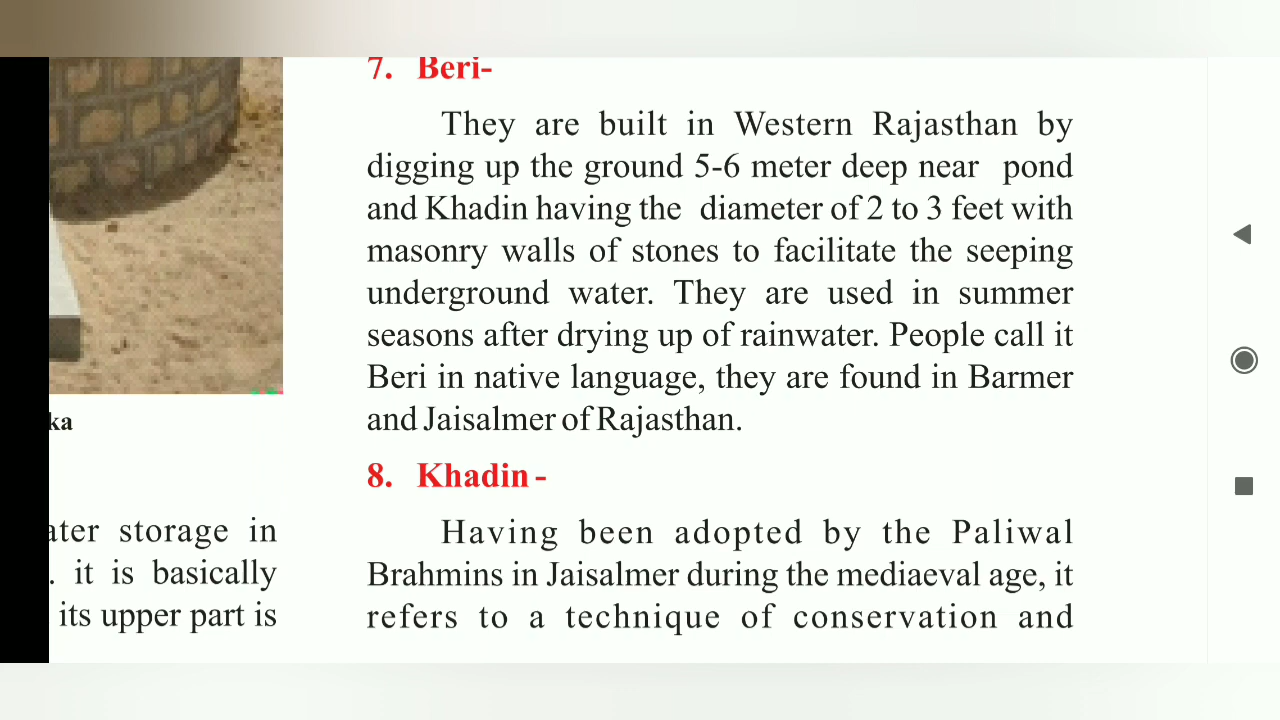 ka
ater storage in
. it is basically
its upper part is
7. Beri-
They are built in Western Rajasthan by
digging up the ground 5-6 meter deep near pond
and Khadin having the diameter of 2 to 3 feet with
masonry walls of stones to facilitate the seeping
underground water. They are used in summer
seasons after drying up of rainwater. People call it
Beri in native language, they are found in Barmer
and Jaisalmer of Rajasthan.
8. Khadin -
Having been adopted by the Paliwal
Brahmins in Jaisalmer during the mediaeval age, it
refers to a technique of conservation and